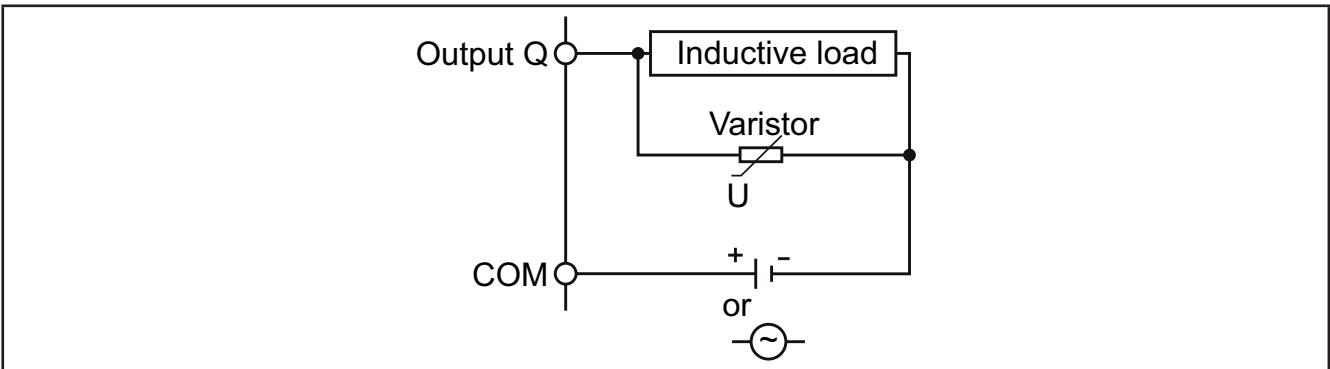 Output Q
Inductive load
Varistor
U
COM
+ −
or
~